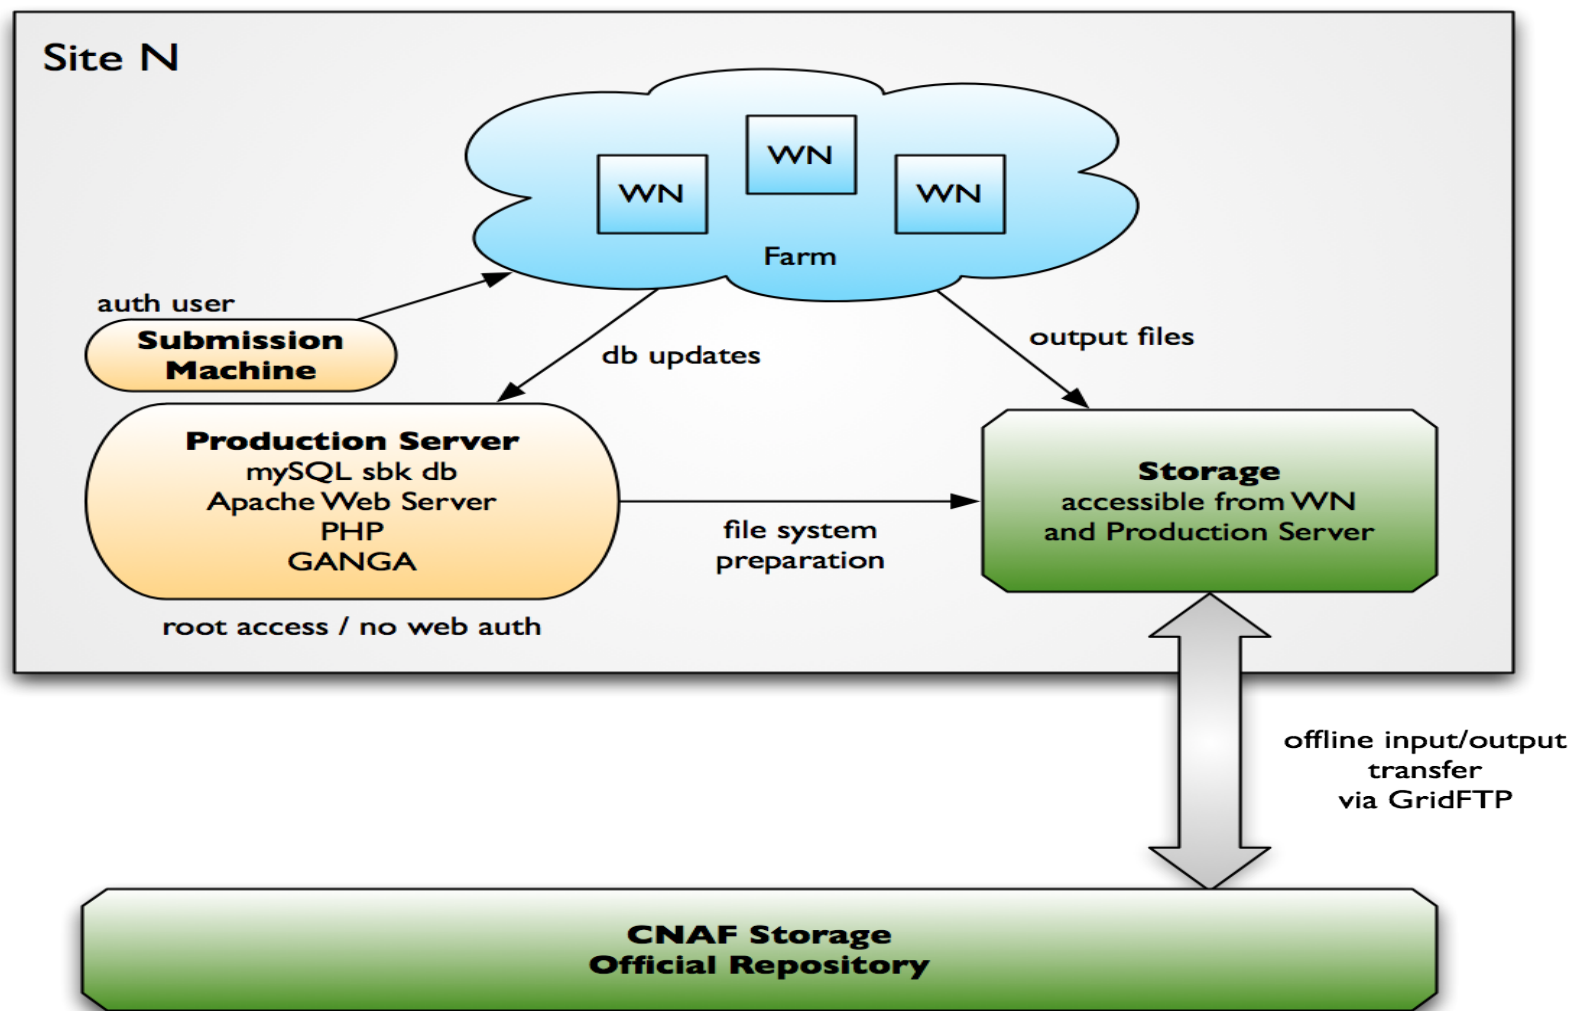 Site N
WN
WN
WN
Farm
auth user
Submission
Machine
db updates
output files
Production Server
mySQL sbk db
Apache Web Server
PHP
GANGA
root access / no web auth
file system
preparation
Storage
accessible from WN
and Production Server
offline input/output
transfer
via GridFTP
CNAF Storage
Official Repository